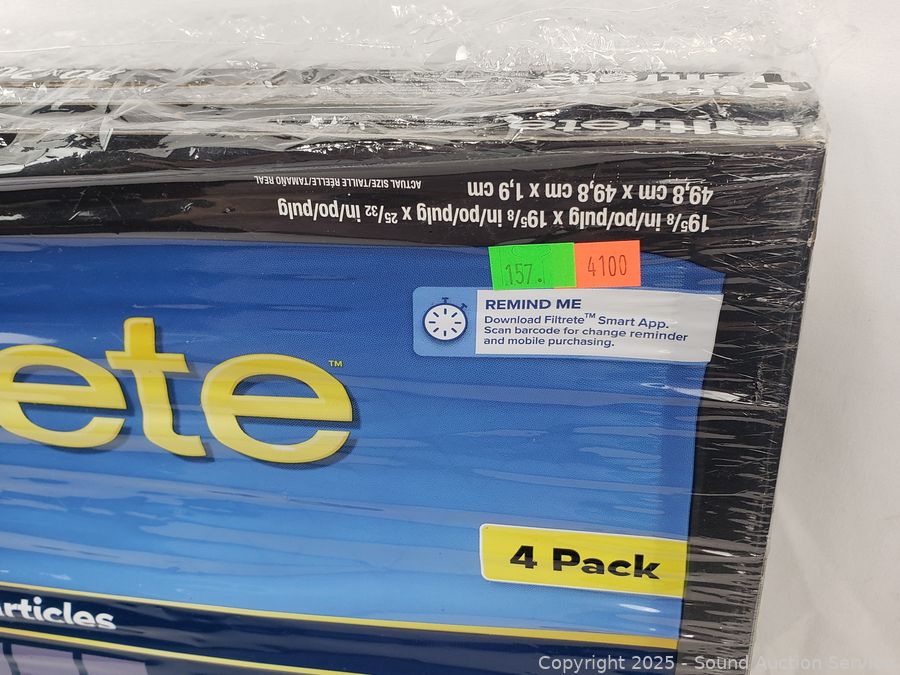 Filtrete
49,8 cm x 49,8 cm x 1,9 cm
19⅝ in/po/pulg x 19⅝ in/po/pulg x 25/32 in/po/pulg
ACTUAL SIZE/TAILLE RÉELLE/TAMAÑO REAL
157.
4100
REMIND ME
Download Filtrete™ Smart App.
Scan barcode for change reminder
and mobile purchasing.
ete™
4 Pack
articles
Copyright 2025 - Sound Auction Service